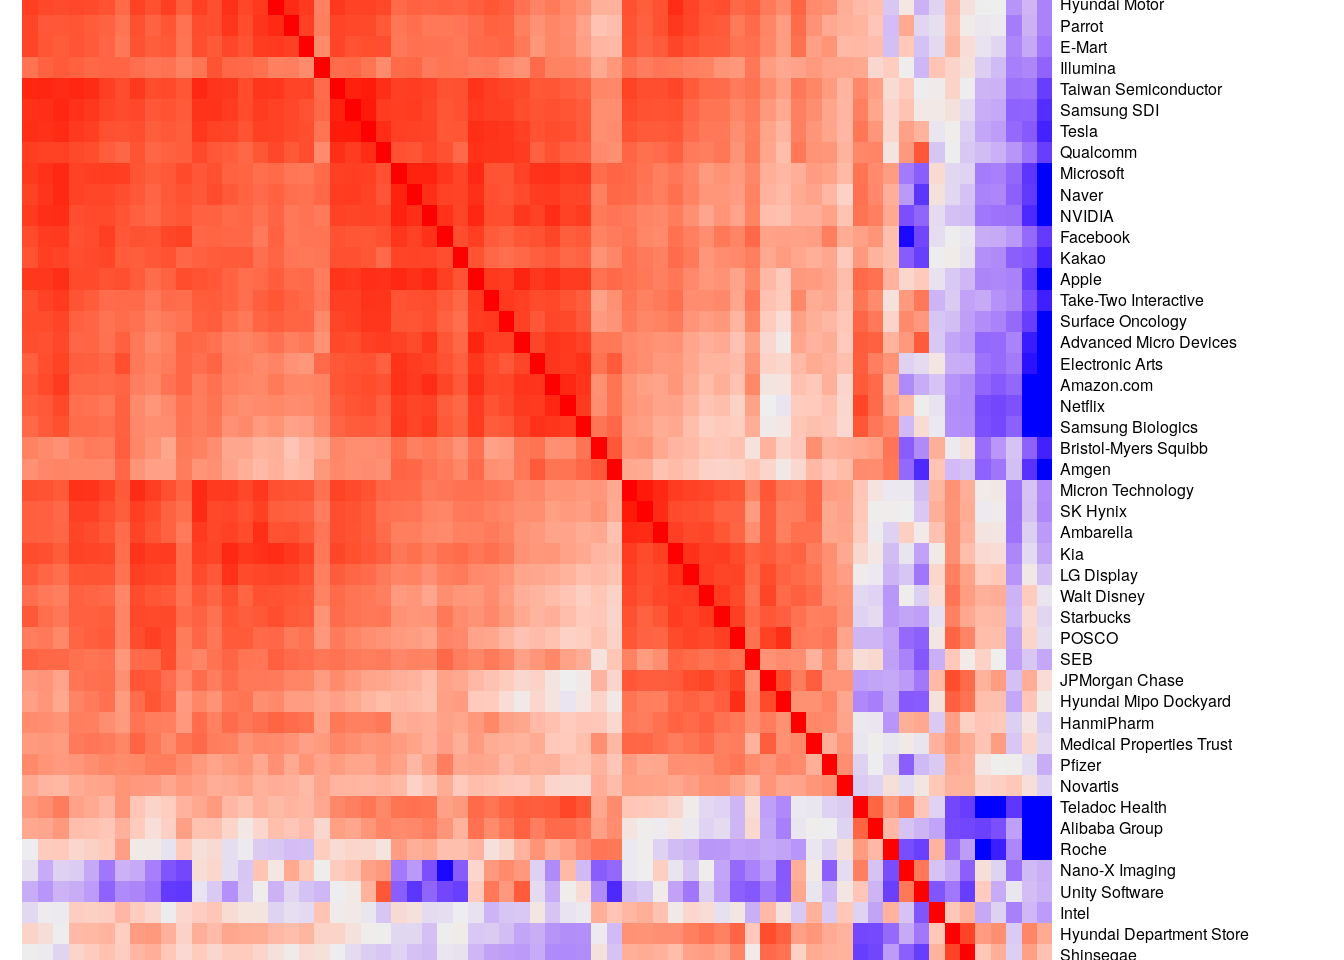 Hyundai Motor
Parrot
E-Mart
Illumina
Taiwan Semiconductor
Samsung SDI
Tesla
Qualcomm
Microsoft
Naver
NVIDIA
Facebook
Kakao
Apple
Take-Two Interactive
Surface Oncology
Advanced Micro Devices
Electronic Arts
Amazon.com
Netflix
Samsung Biologics
Bristol-Myers Squibb
Amgen
Micron Technology
SK Hynix
Ambarella
Kia
LG Display
Walt Disney
Starbucks
POSCO
SEB
JPMorgan Chase
Hyundai Mipo Dockyard
HanmiPharm
Medical Properties Trust
Pfizer
Novartis
Teladoc Health
Alibaba Group
Roche
Nano-X Imaging
Unity Software
Intel
Hyundai Department Store
Shinsegae